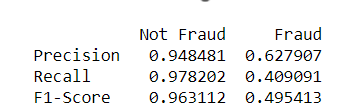 Not Fraud Fraud
Precision 0.948481 0.627907
Recall 0.978202 0.409091
F1-Score 0.963112 0.495413